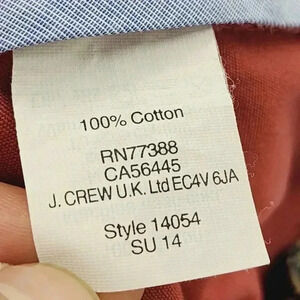 100% Cotton
RN77388
CA56445
J. CREW U.K. Ltd EC4V 6JA
Style 14054
SU 14